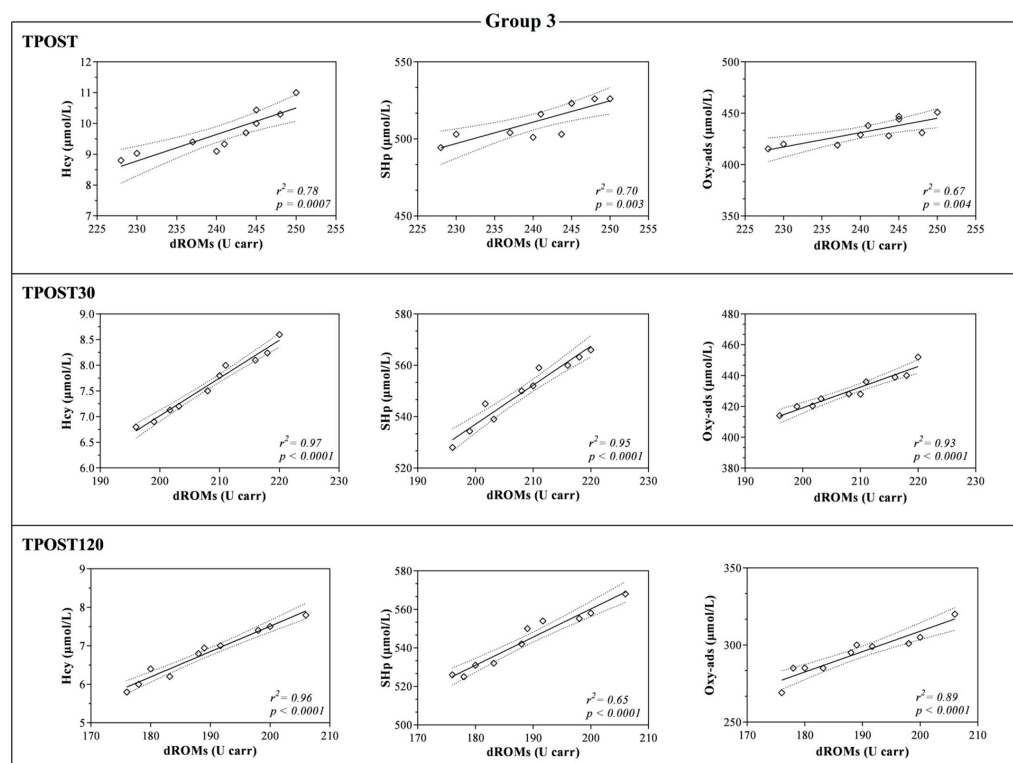 Group 3
TPOST
Hcy (µmol/L)
12
11
10
9
8
7
6
225 230 235 240 245 250 255
dROMs (U carr)
r² = 0.78
p = 0.0007
SHp (µmol/L)
550
500
450
225 230 235 240 245 250 255
dROMs (U carr)
r² = 0.70
p = 0.003
Oxy-ads (µmol/L)
500
450
400
350
225 230 235 240 245 250 255
dROMs (U carr)
r² = 0.67
p = 0.004
TPOST30
Hcy (µmol/L)
9.0
8.5
8.0
7.5
7.0
6.5
6.0
190 200 210 220 230
dROMs (U carr)
r² = 0.97
p < 0.0001
SHp (µmol/L)
580
560
540
520
190 200 210 220 230
dROMs (U carr)
r² = 0.95
p < 0.0001
Oxy-ads (µmol/L)
480
460
440
420
400
380
190 200 210 220 230
dROMs (U carr)
r² = 0.93
p < 0.0001
TPOST120
Hcy (µmol/L)
9
8
7
6
5
170 180 190 200 210
dROMs (U carr)
r² = 0.96
p < 0.0001
SHp (µmol/L)
580
560
540
520
500
170 180 190 200 210
dROMs (U carr)
r² = 0.65
p < 0.0001
Oxy-ads (µmol/L)
350
300
250
170 180 190 200 210
dROMs (U carr)
r² = 0.89
p < 0.0001